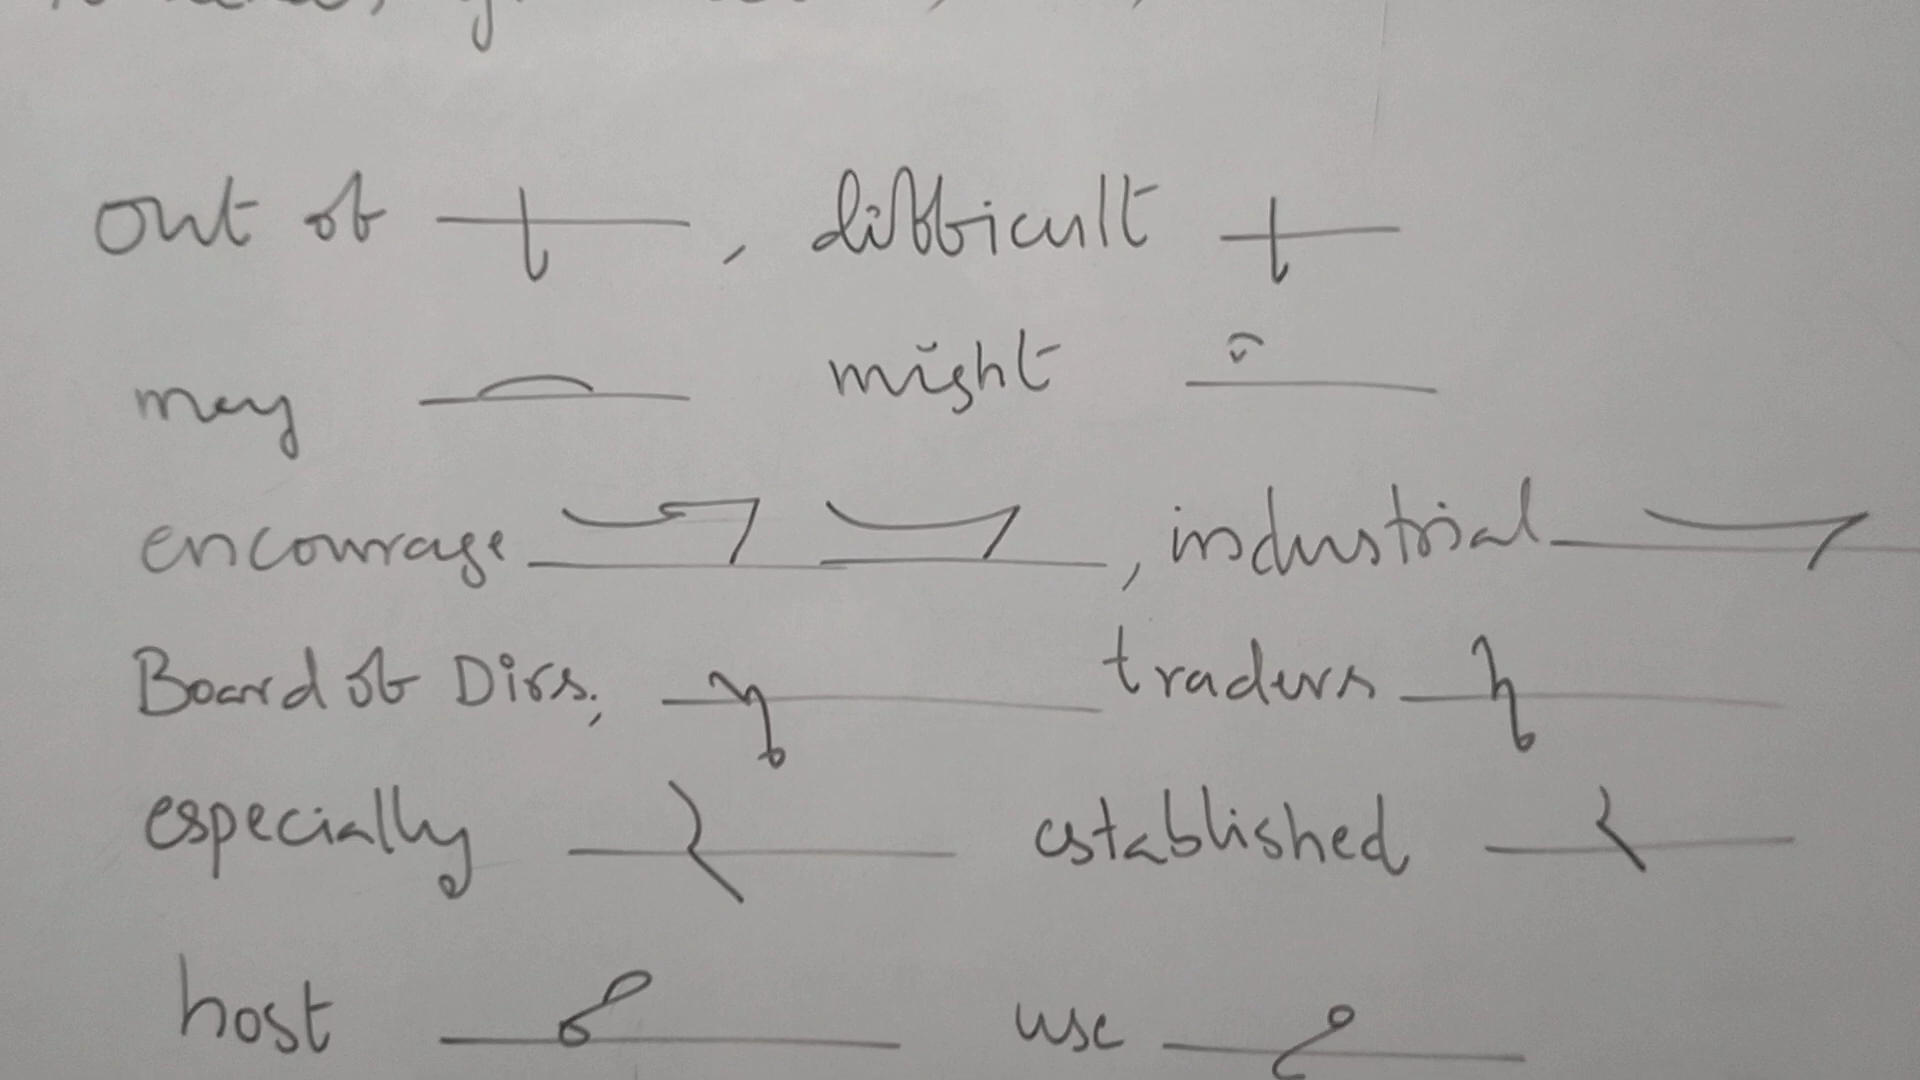 out of , difficult
may might
encourage , industrial
Board of Dirs, traders
especially established
host use